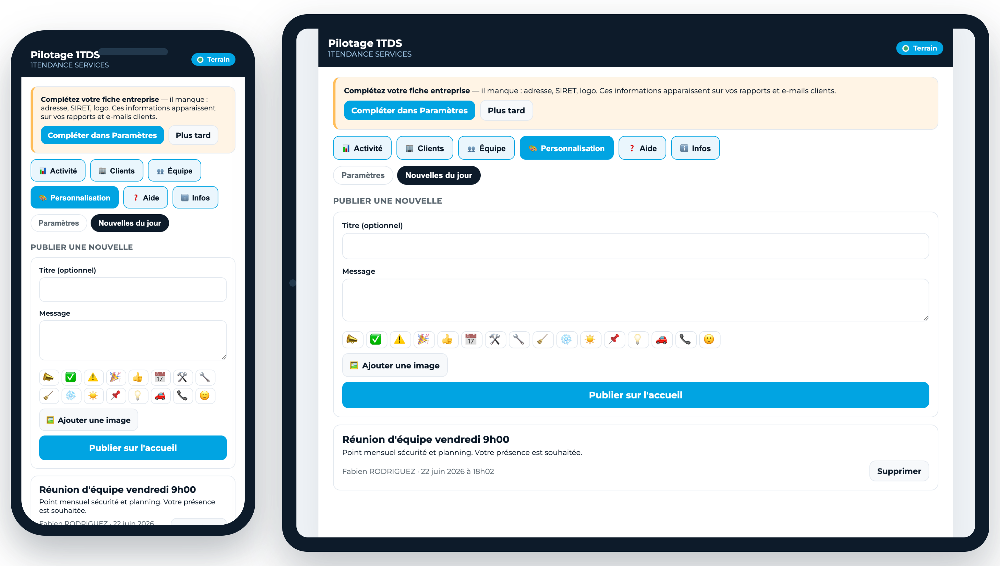 Pilotage 1TDS
1TENDANCE SERVICES
Terrain
Complétez votre fiche entreprise — il manque :
adresse, SIRET, logo. Ces informations apparaissent
sur vos rapports et e-mails clients.
Compléter dans Paramètres
Plus tard
Activité
Clients
Équipe
Personnalisation
❓ Aide
ℹ️ Infos
Paramètres
Nouvelles du jour
PUBLIER UNE NOUVELLE
Titre (optionnel)
Message
17
Ajouter une image
Publier sur l'accueil
Réunion d'équipe vendredi 9h00
Point mensuel sécurité et planning. Votre présence
est souhaitée.
Fabien RODRIGUEZ · 22 juin 2026
Pilotage 1TDS
1TENDANCE SERVICES
Terrain
Complétez votre fiche entreprise — il manque : adresse, SIRET, logo. Ces informations apparaissent sur vos rapports et e-mails clients.
Compléter dans Paramètres
Plus tard
Activité
Clients
Équipe
Personnalisation
❓ Aide
ℹ️ Infos
Paramètres
Nouvelles du jour
PUBLIER UNE NOUVELLE
Titre (optionnel)
Message
17
Ajouter une image
Publier sur l'accueil
Réunion d'équipe vendredi 9h00
Point mensuel sécurité et planning. Votre présence est souhaitée.
Fabien RODRIGUEZ · 22 juin 2026 à 18h02
Supprimer